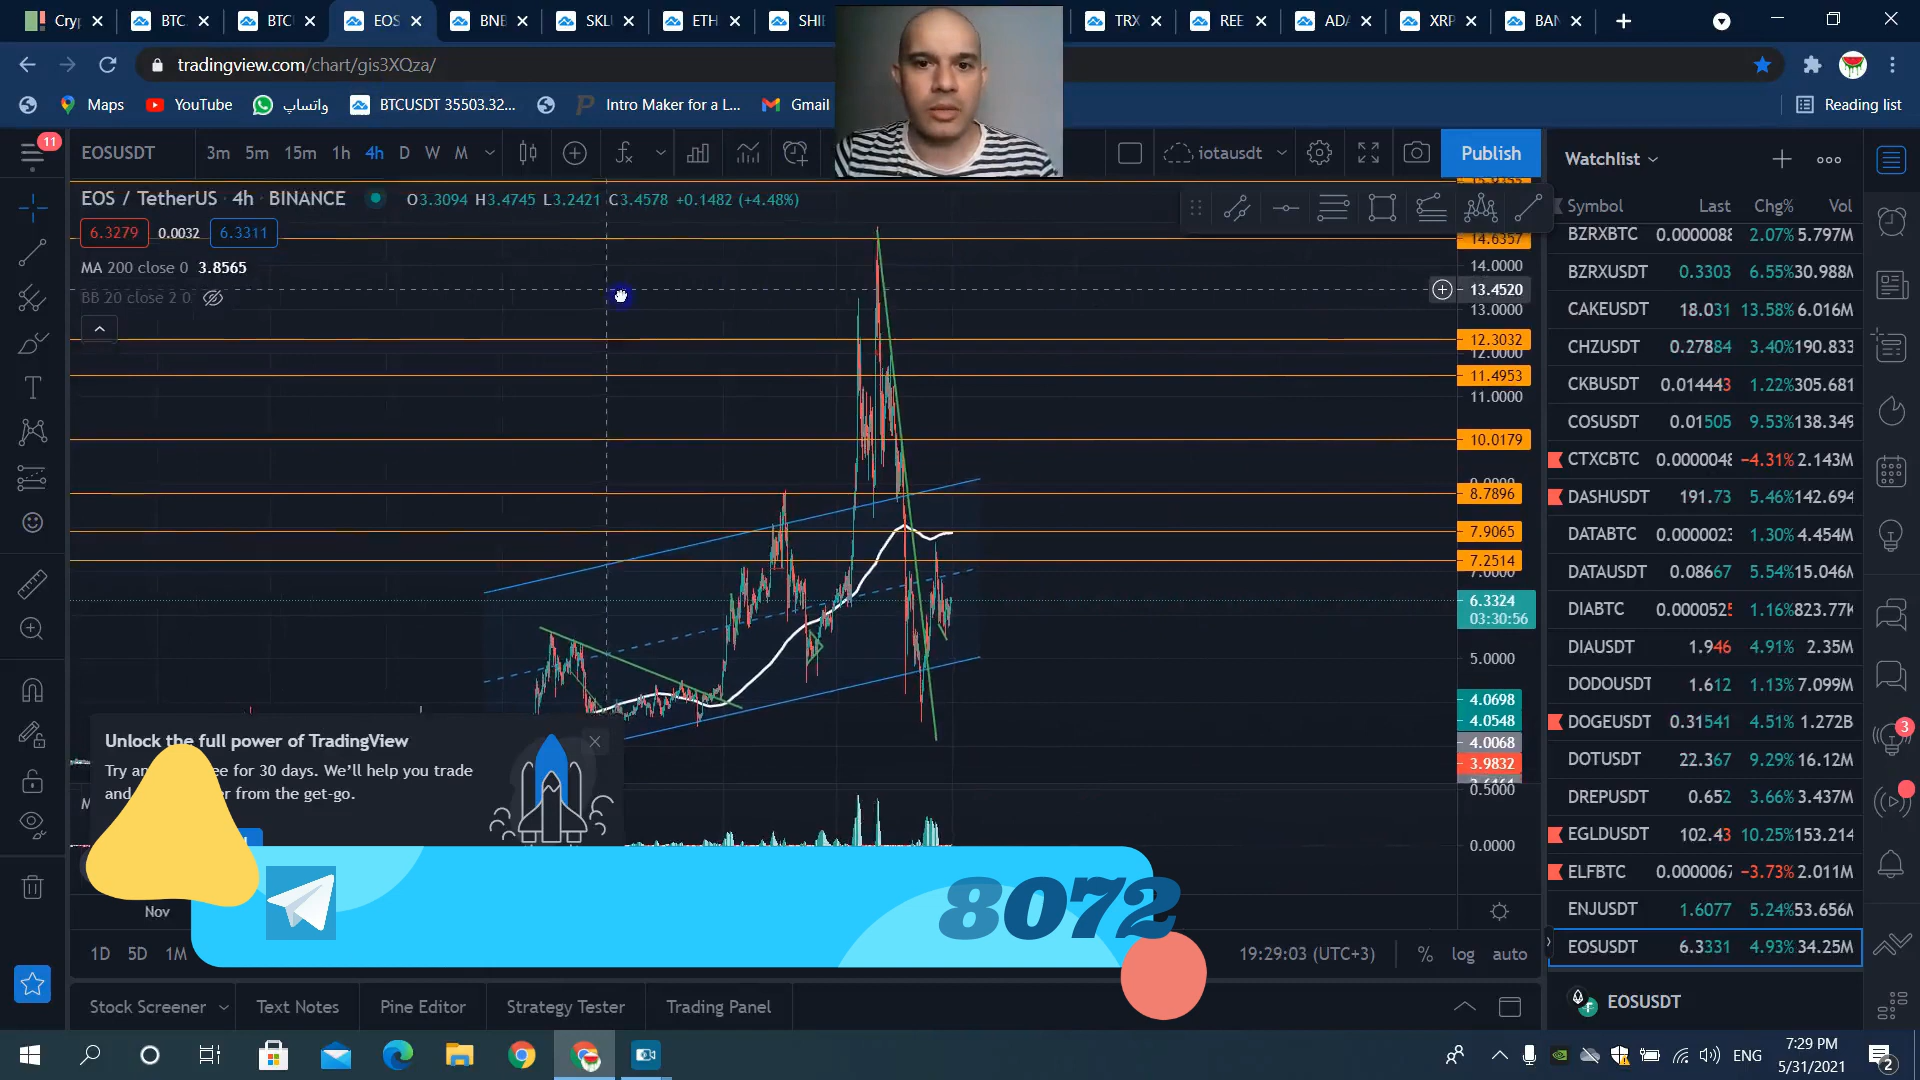 Cryp
BTC
BTC
EOS
BNB
SKL
ETH
SHI
TRX
REE
ADA
XRP
BAN
tradingview.com/chart/gis3XQza/
Maps
YouTube
واتساپ
BTCUSDT 35503.32...
Intro Maker for a L...
Gmail
Reading list
11
EOSUSDT
3m 5m 15m 1h 4h D W M
iotausdt
Publish
Watchlist
EOS / TetherUS · 4h · BINANCE
O3.3094 H3.4745 L3.2421 C3.4578 +0.1482 (+4.48%)
6.3279 0.0032 6.3311
MA 200 close 0 3.8565
BB 20 close 2 0
14.6357
14.0000
13.4520
13.0000
12.3032
12.0000
11.4953
11.0000
10.0179
8.7896
7.9065
7.2514
7.0000
6.3324
03:30:56
5.0000
4.0698
4.0548
4.0068
3.9832
0.5000
0.0000
Symbol Last Chg% Vol
BZRXBTC 0.0000088 2.07% 5.797M
BZRXUSDT 0.3303 6.55% 30.988M
CAKEUSDT 18.031 13.58% 6.016M
CHZUSDT 0.27884 3.40% 190.833
CKBUSDT 0.014443 1.22% 305.681
COSUSDT 0.01505 9.53% 138.349
CTXCBTC 0.0000048 −4.31% 2.143M
DASHUSDT 191.73 5.46% 142.694
DATABTC 0.0000023 1.30% 4.454M
DATAUSDT 0.08667 5.54% 15.046M
DIABTC 0.0000525 1.16% 823.77K
DIAUSDT 1.946 4.91% 2.35M
DODOUSDT 1.612 1.13% 7.099M
DOGEUSDT 0.31541 4.51% 1.272B
DOTUSDT 22.367 9.29% 16.12M
DREPUSDT 0.652 3.66% 3.437M
EGLDUSDT 102.43 10.25% 153.214
ELFBTC 0.0000067 −3.73% 2.011M
ENJUSDT 1.6077 5.24% 53.656M
EOSUSDT 6.3331 4.93% 34.25M
EOSUSDT
3
Unlock the full power of TradingView
Try an ee for 30 days. We'll help you trade
and er from the get-go.
8072
Nov
1D 5D 1M
19:29:03 (UTC+3)
% log auto
Stock Screener
Text Notes
Pine Editor
Strategy Tester
Trading Panel
ENG
7:29 PM
5/31/2021
2